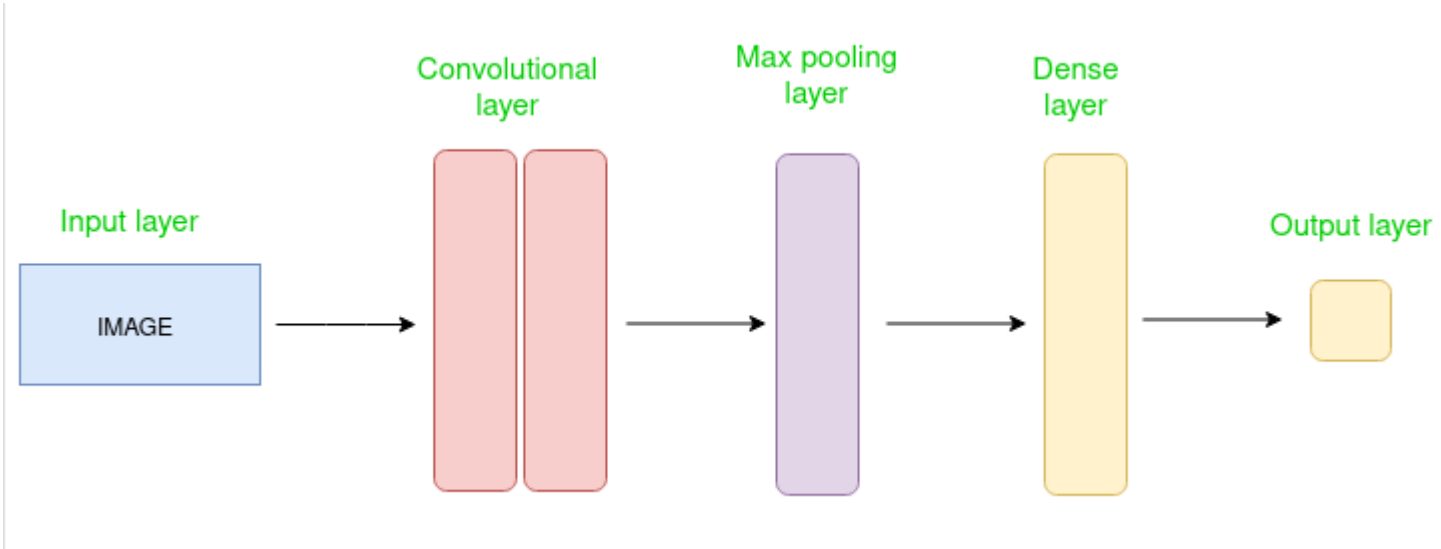 Convolutional
layer
Max pooling
layer
Dense
layer
Input layer
Output layer
IMAGE